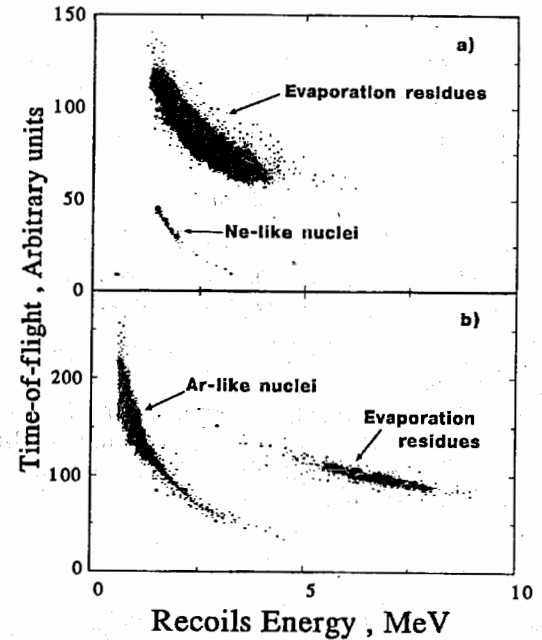 150
a)
Evaporation residues
100
50
Ne-like nuclei
0
b)
200
Ar-like nuclei
Evaporation
residues
100
0
0
5
10
Time-of-flight , Arbitrary units
Recoils Energy , MeV